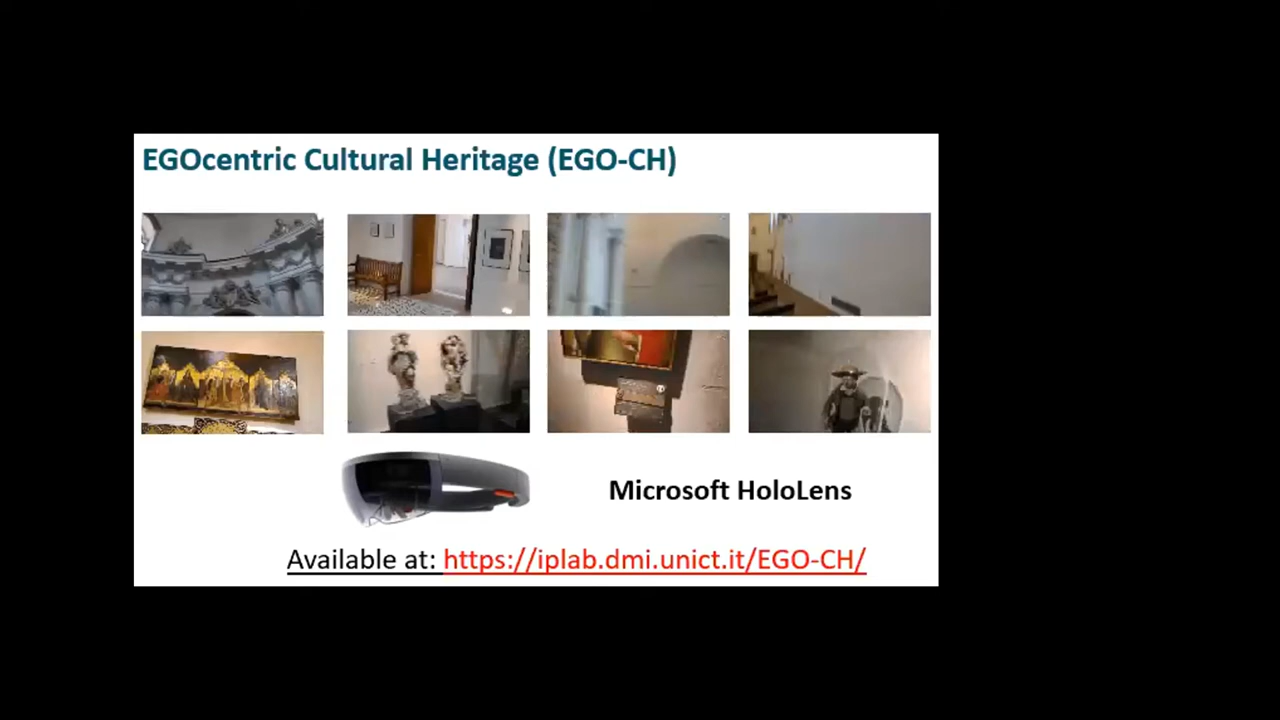 EGOcentric Cultural Heritage (EGO-CH)
Microsoft HoloLens
Available at: https://iplab.dmi.unict.it/EGO-CH/